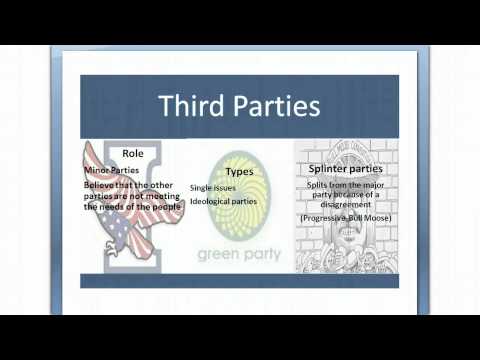 Third Parties
Role
Minor Parties
Believe that the other
parties are not meeting
the needs of the people
Types
Single Issues
Ideological parties
green party
Splinter parties
Splits from the major
party because of a
disagreement
(Progressive-Bull Moose)